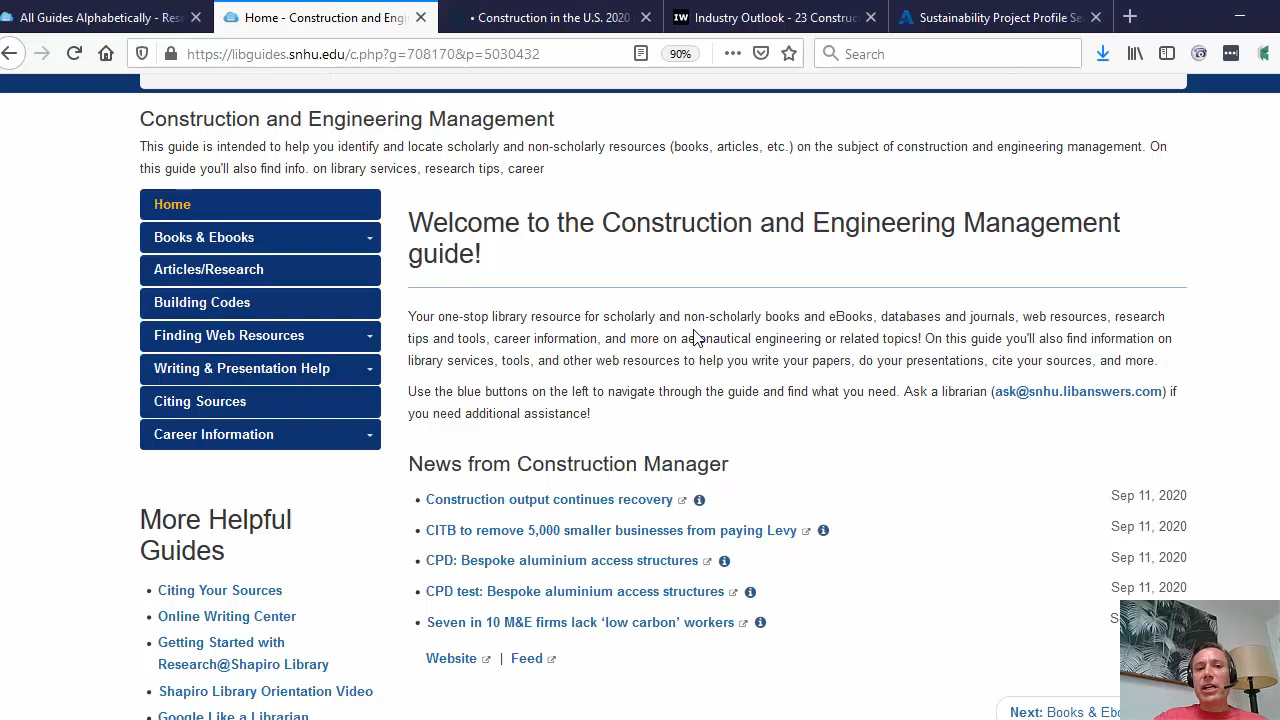 All Guides Alphabetically - Res
Home - Construction and Engi
Construction in the U.S. 2020
IW Industry Outlook - 23 Construc
Sustainability Project Profile Se
https://libguides.snhu.edu/c.php?g=708170&p=5030432
90%
Search
Construction and Engineering Management
This guide is intended to help you identify and locate scholarly and non-scholarly resources (books, articles, etc.) on the subject of construction and engineering management. On
this guide you'll also find info. on library services, research tips, career
Home
Books & Ebooks
Articles/Research
Building Codes
Finding Web Resources
Writing & Presentation Help
Citing Sources
Career Information
More Helpful
Guides
• Citing Your Sources
• Online Writing Center
• Getting Started with
Research@Shapiro Library
• Shapiro Library Orientation Video
• Google Like a Librarian
Welcome to the Construction and Engineering Management
guide!
Your one-stop library resource for scholarly and non-scholarly books and eBooks, databases and journals, web resources, research
tips and tools, career information, and more on aeronautical engineering or related topics! On this guide you'll also find information on
library services, tools, and other web resources to help you write your papers, do your presentations, cite your sources, and more.
Use the blue buttons on the left to navigate through the guide and find what you need. Ask a librarian (ask@snhu.libanswers.com) if
you need additional assistance!
News from Construction Manager
• Construction output continues recovery Sep 11, 2020
• CITB to remove 5,000 smaller businesses from paying Levy Sep 11, 2020
• CPD: Bespoke aluminium access structures Sep 11, 2020
• CPD test: Bespoke aluminium access structures Sep 11, 2020
• Seven in 10 M&E firms lack ‘low carbon’ workers S
Website | Feed
Next: Books & Eb